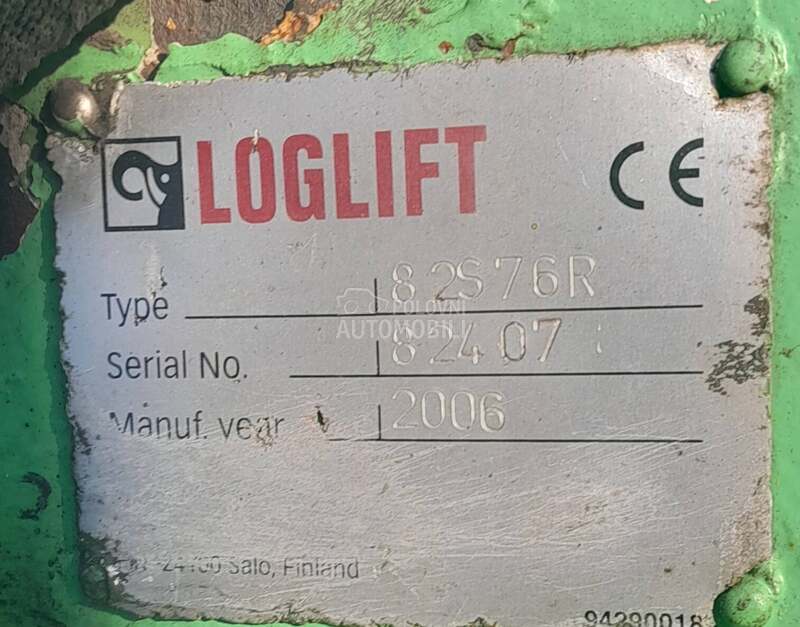 LOGLIFT CE
Type 82S76R
POLOVNI
AUTOMOBILI
Serial No. 82407
Manuf. year 2006
24100 Salo, Finland
94290018